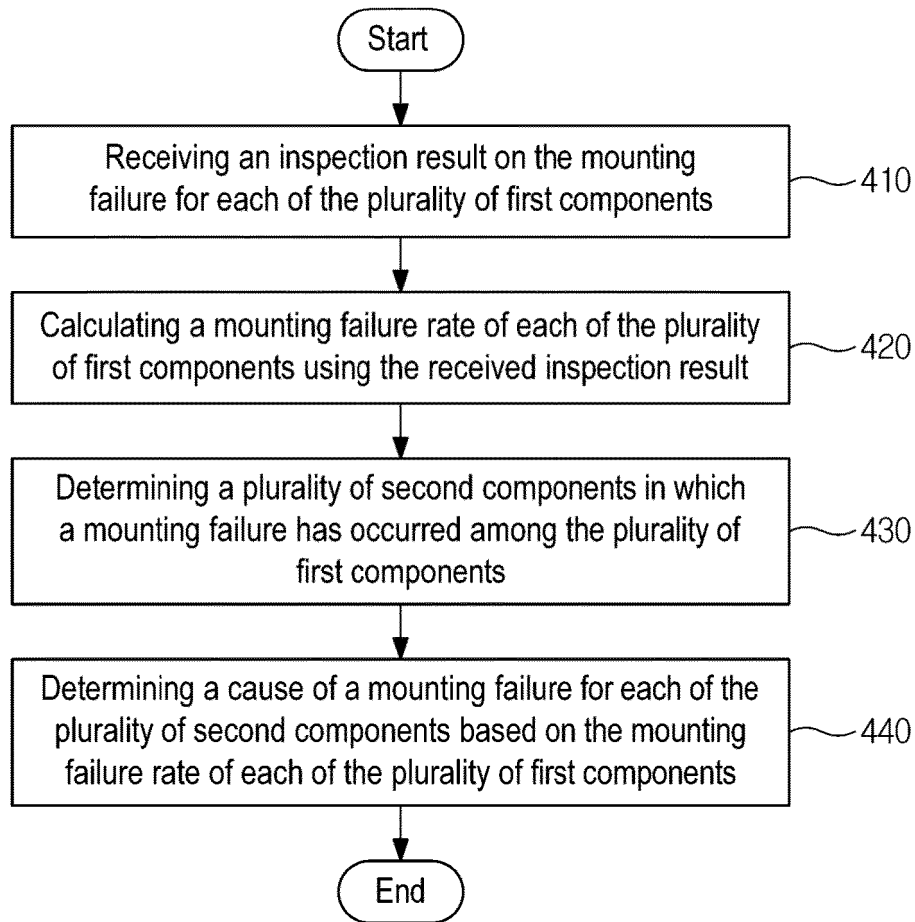 Start
Receiving an inspection result on the mounting
failure for each of the plurality of first components
410
Calculating a mounting failure rate of each of the plurality
of first components using the received inspection result
420
Determining a plurality of second components in which
a mounting failure has occurred among the plurality of
first components
430
Determining a cause of a mounting failure for each of the
plurality of second components based on the mounting
failure rate of each of the plurality of first components
440
End